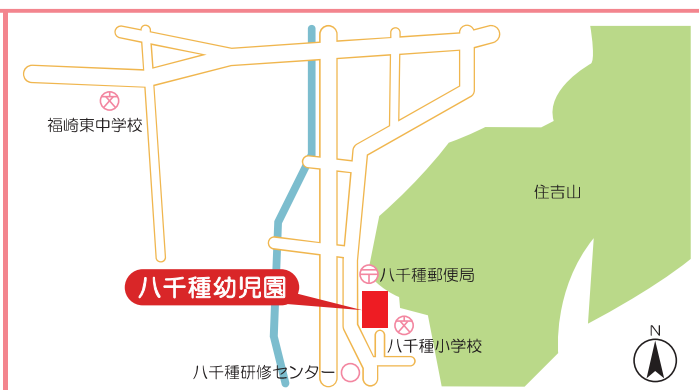 福崎東中学校
住吉山
八千種郵便局
八千種幼児園
八千種小学校
八千種研修センター
N